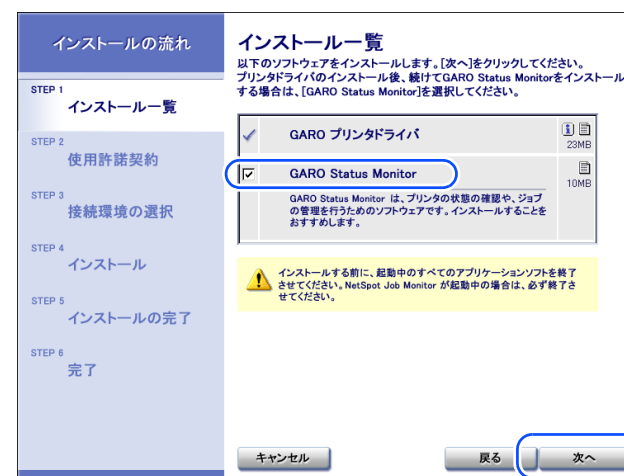 インストールの流れ
STEP 1
インストール一覧
STEP 2
使用許諾契約
STEP 3
接続環境の選択
STEP 4
インストール
STEP 5
インストールの完了
STEP 6
完了
インストール一覧
以下のソフトウェアをインストールします。[次へ]をクリックしてください。
プリンタドライバのインストール後、続けてGARO Status Monitorをインストール
する場合は、[GARO Status Monitor]を選択してください。
GARO プリンタドライバ
23MB
GARO Status Monitor
10MB
GARO Status Monitor は、プリンタの状態の確認や、ジョブ
の管理を行うためのソフトウェアです。インストールすることを
おすすめします。
インストールする前に、起動中のすべてのアプリケーションソフトを終了
させてください。NetSpot Job Monitor が起動中の場合は、必ず終了さ
せてください。
キャンセル
戻る
次へ